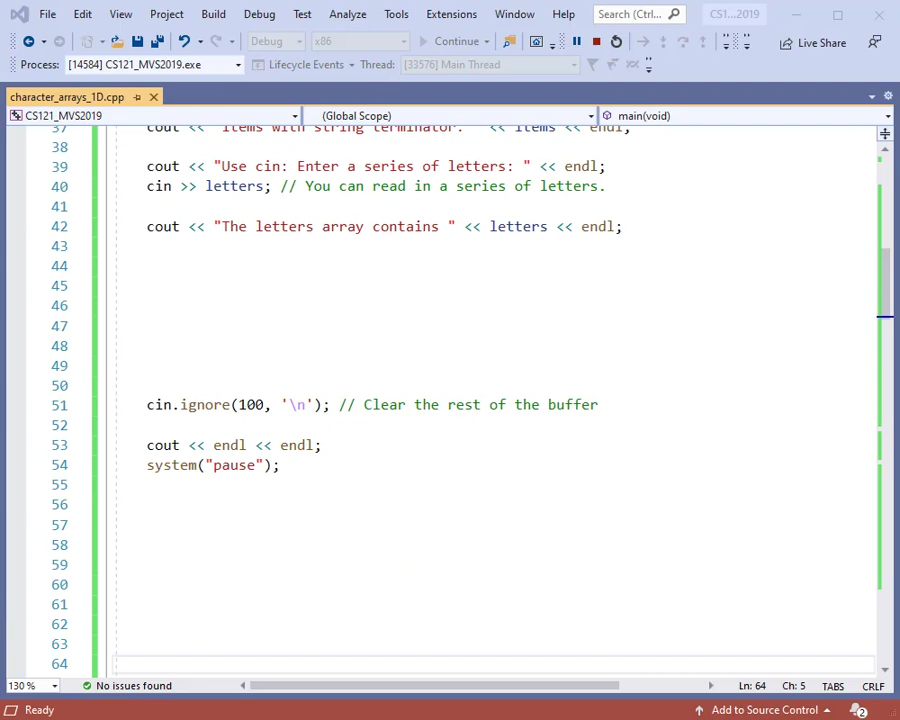 File Edit View Project Build Debug Test Analyze Tools Extensions Window Help Search (Ctrl... CS1...2019
Debug x86 Continue Live Share
Process: [14584] CS121_MVS2019.exe Lifecycle Events Thread: [33576] Main Thread
character_arrays_1D.cpp
CS121_MVS2019 (Global Scope) main(void)
37 cout << "Items with string terminator: " << items << endl;
38
39 cout << "Use cin: Enter a series of letters: " << endl;
40 cin >> letters; // You can read in a series of letters.
41
42 cout << "The letters array contains " << letters << endl;
43
44
45
46
47
48
49
50
51 cin.ignore(100, '\n'); // Clear the rest of the buffer
52
53 cout << endl << endl;
54 system("pause");
55
56
57
58
59
60
61
62
63
64
130 % No issues found Ln: 64 Ch: 5 TABS CRLF
Ready Add to Source Control 2